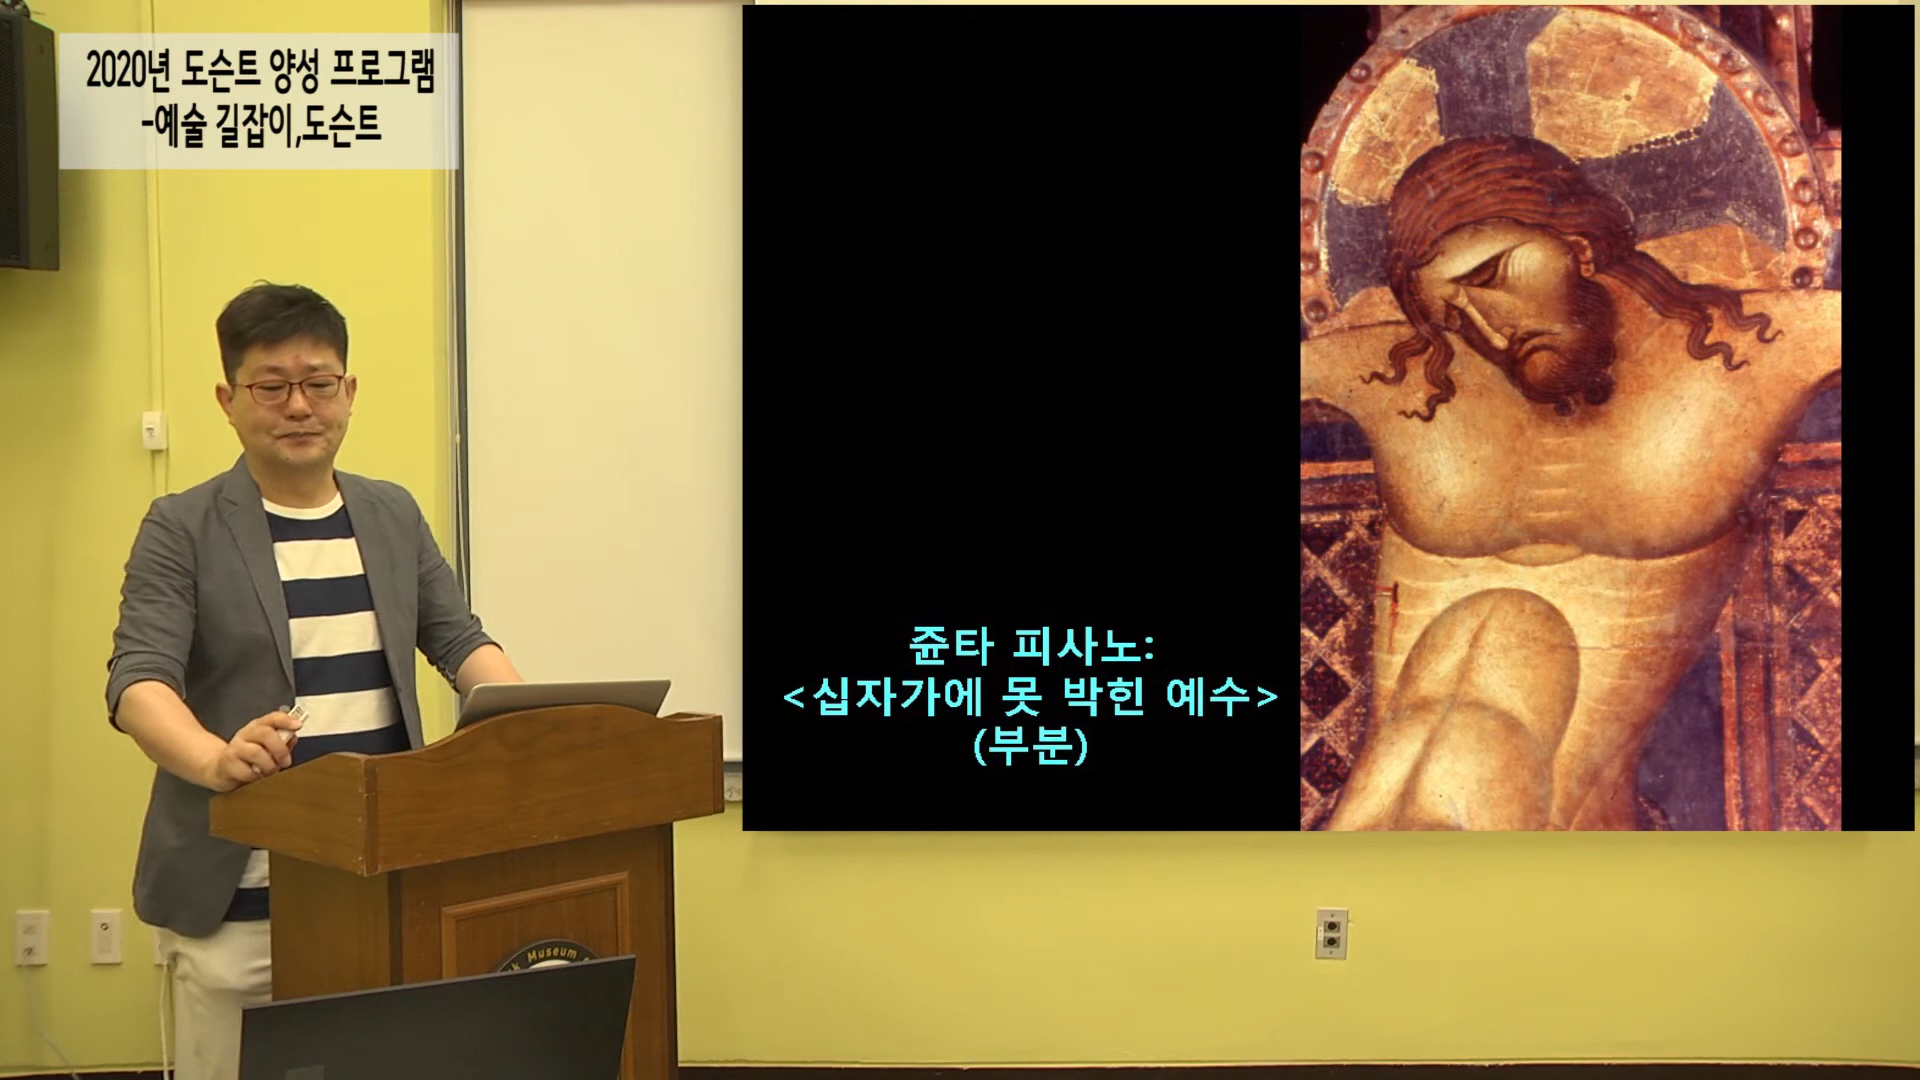 2020년 도슨트 양성 프로그램
-예술 길잡이,도슨트
쥰타 피사노:
<십자가에 못 박힌 예수>
(부분)
Museum